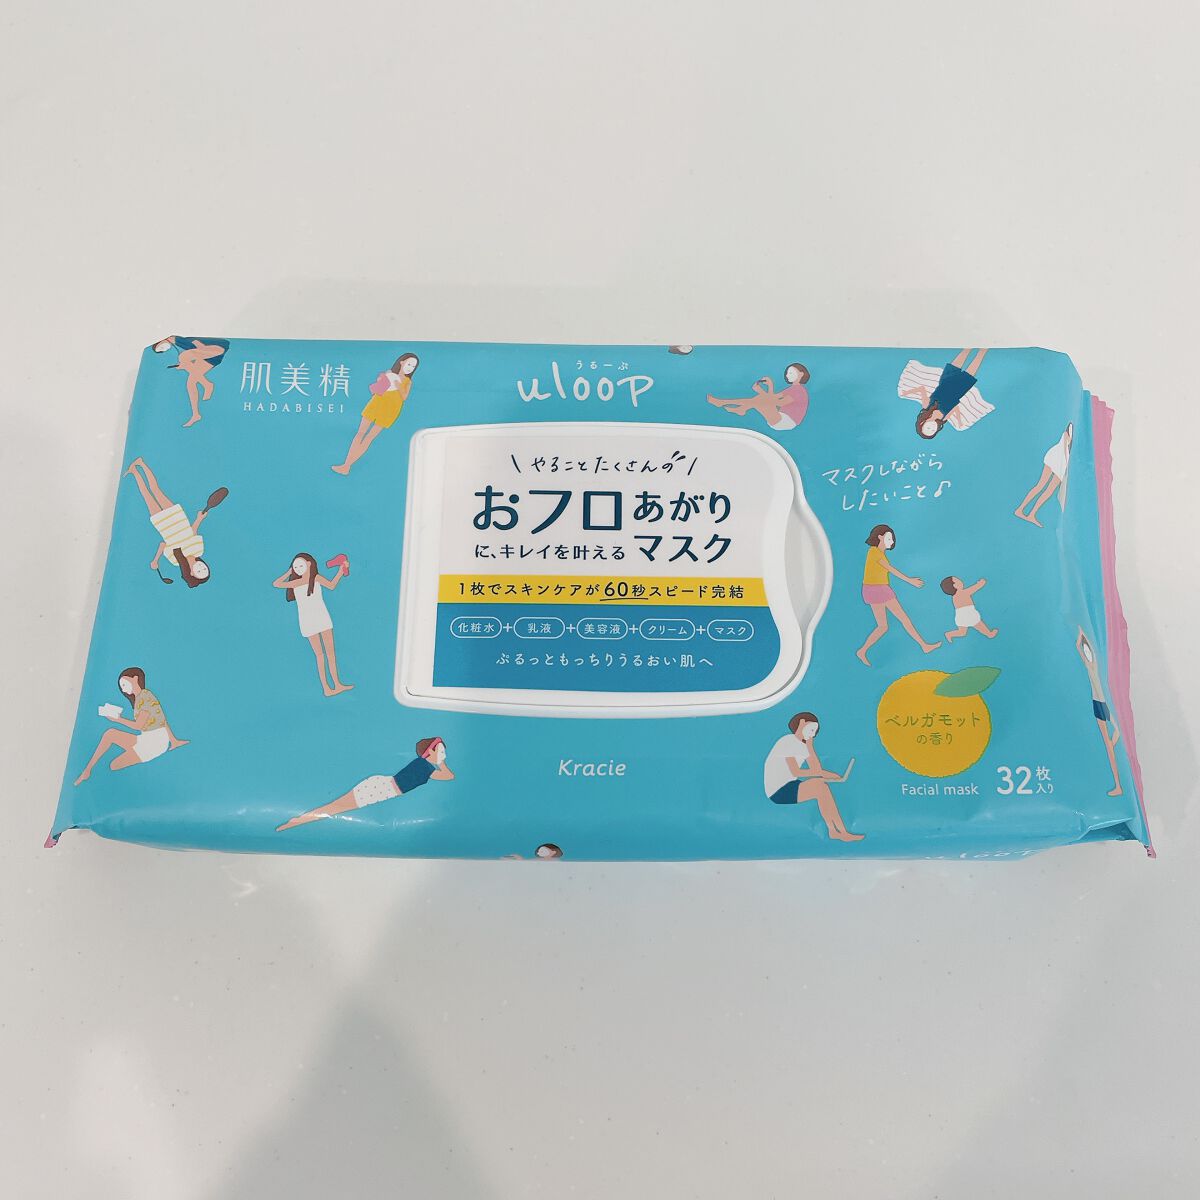 肌美精
HADABISEI
うるーぷ
uloop
やることたくさんの
おフロあがり
に、キレイを叶えるマスク
1枚でスキンケアが60秒スピード完結
化粧水+乳液+美容液+クリーム+マスク
ぷるっともっちりうるおい肌へ
マスクしながら
したいこと♪
ベルガモット
の香り
Kracie
Facial mask 32枚入り